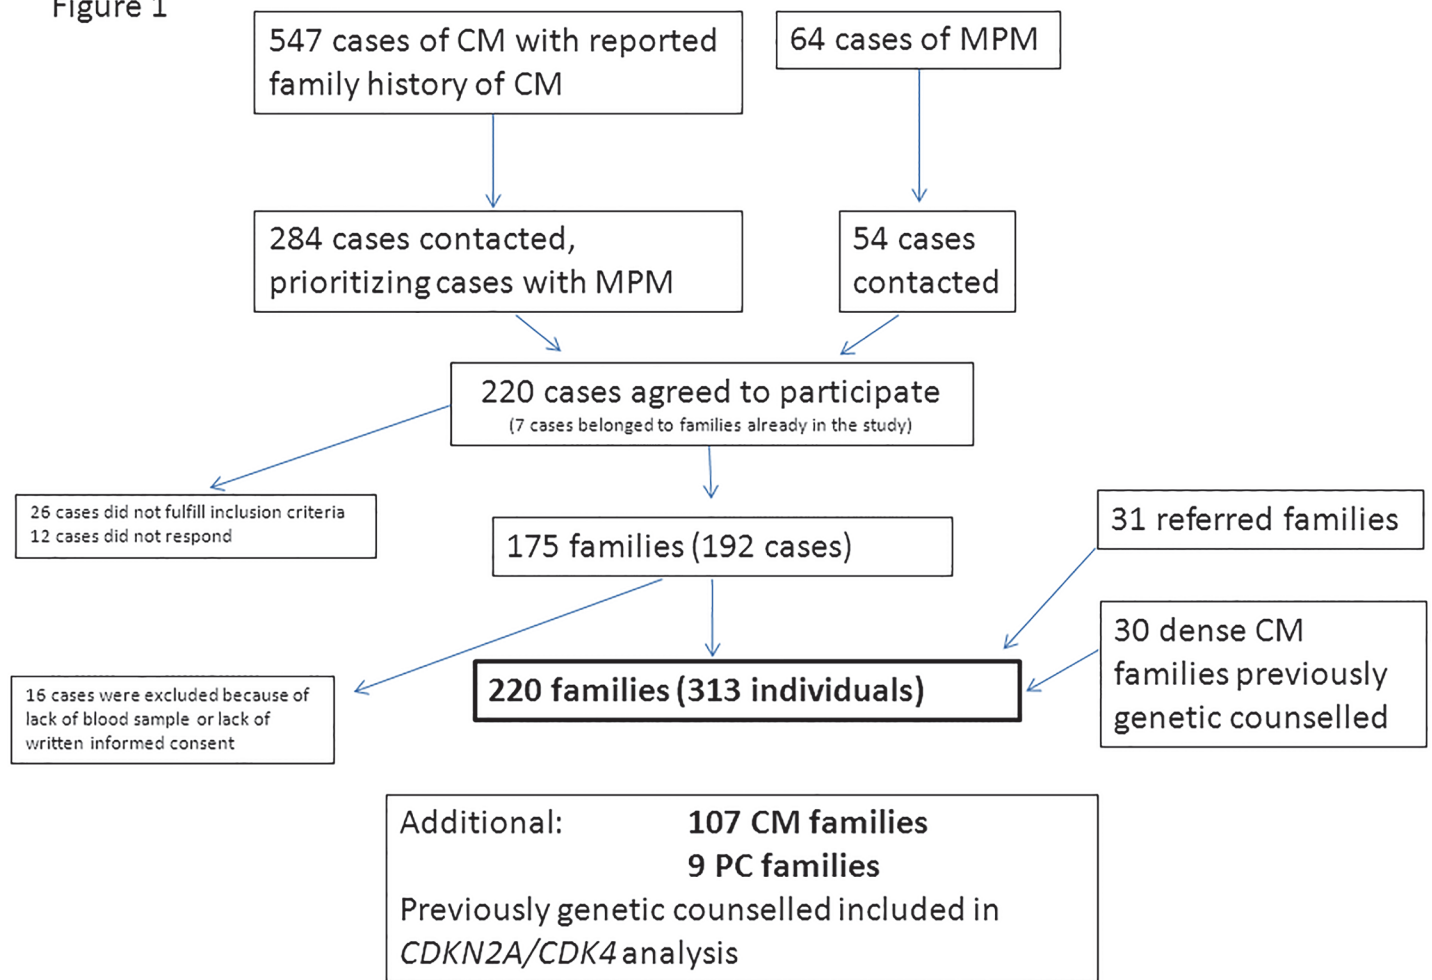 Figure 1
547 cases of CM with reported
family history of CM
64 cases of MPM
284 cases contacted,
prioritizing cases with MPM
54 cases
contacted
220 cases agreed to participate
(7 cases belonged to families already in the study)
26 cases did not fulfill inclusion criteria
12 cases did not respond
175 families (192 cases)
31 referred families
30 dense CM
families previously
genetic counselled
16 cases were excluded because of
lack of blood sample or lack of
written informed consent
220 families (313 individuals)
Additional: 107 CM families
9 PC families
Previously genetic counselled included in
CDKN2A/CDK4 analysis